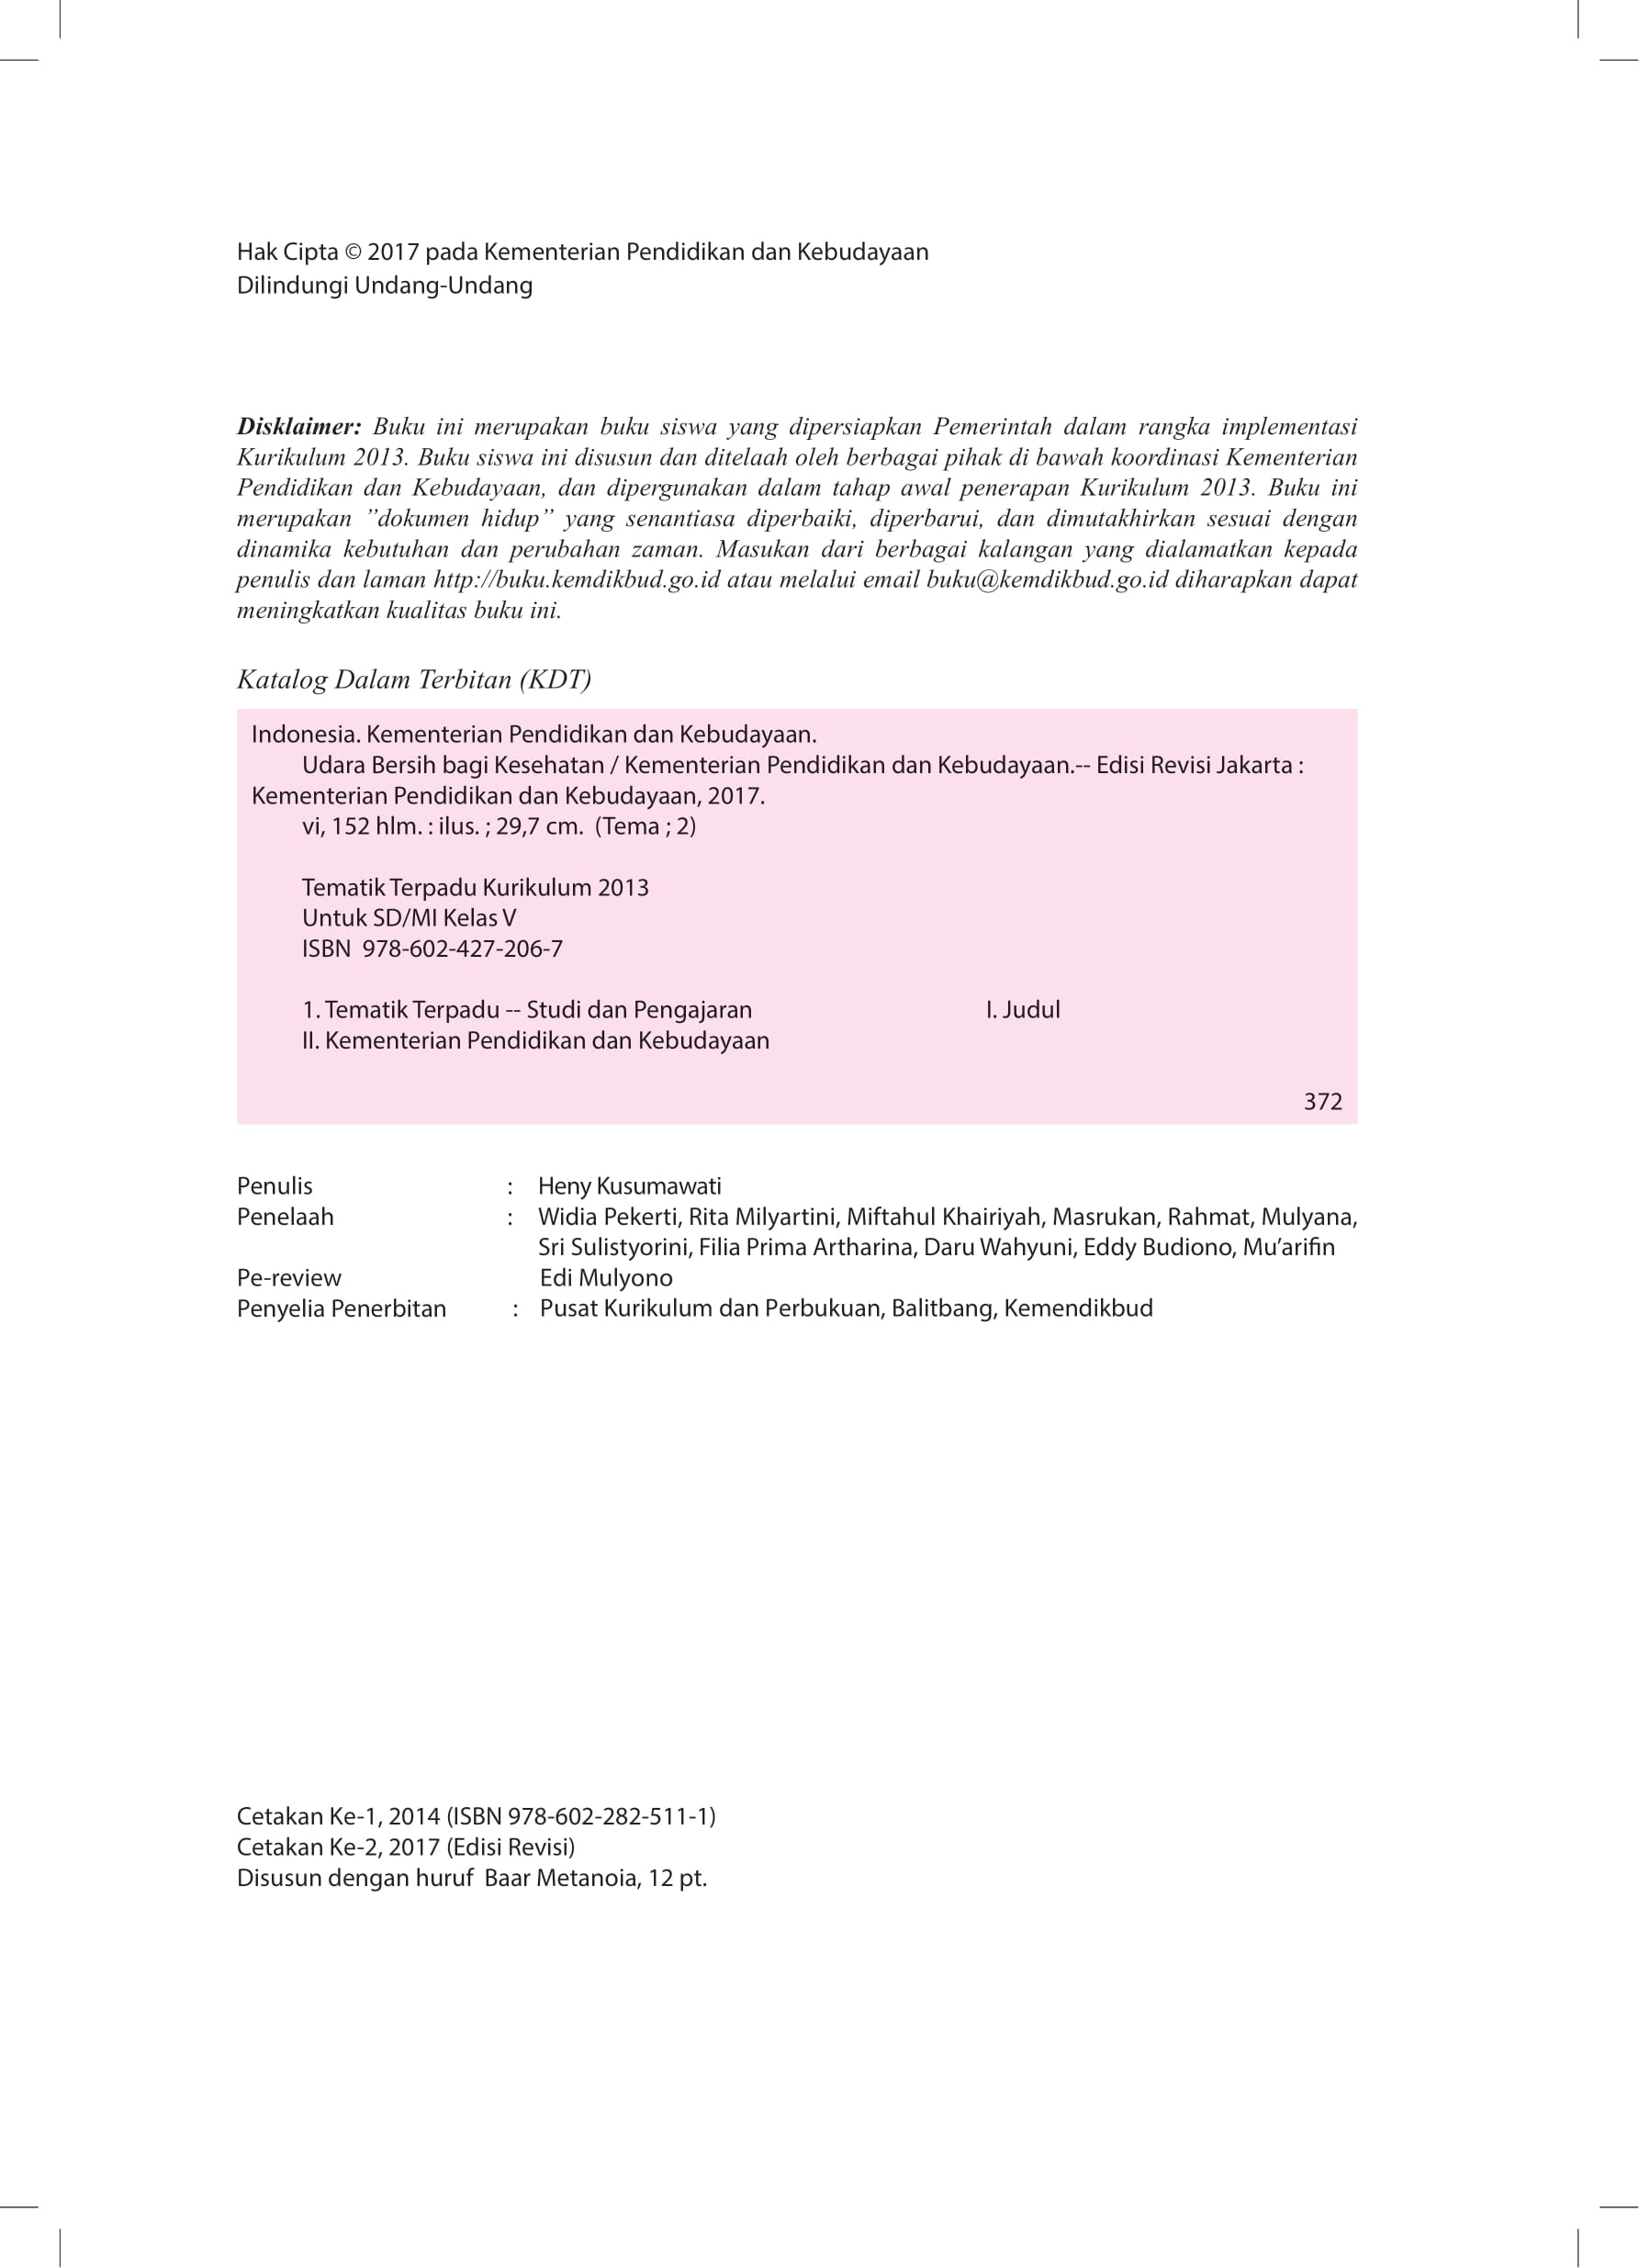 Hak Cipta © 2017 pada Kementerian Pendidikan dan Kebudayaan
Dilindungi Undang-Undang
Disklaimer: Buku ini merupakan buku siswa yang dipersiapkan Pemerintah dalam rangka implementasi
Kurikulum 2013. Buku siswa ini disusun dan ditelaah oleh berbagai pihak di bawah koordinasi Kementerian
Pendidikan dan Kebudayaan, dan dipergunakan dalam tahap awal penerapan Kurikulum 2013. Buku ini
merupakan ”dokumen hidup” yang senantiasa diperbaiki, diperbarui, dan dimutakhirkan sesuai dengan
dinamika kebutuhan dan perubahan zaman. Masukan dari berbagai kalangan yang dialamatkan kepada
penulis dan laman http://buku.kemdikbud.go.id atau melalui email buku@kemdikbud.go.id diharapkan dapat
meningkatkan kualitas buku ini.
Katalog Dalam Terbitan (KDT)
Indonesia. Kementerian Pendidikan dan Kebudayaan.
Udara Bersih bagi Kesehatan / Kementerian Pendidikan dan Kebudayaan.-- Edisi Revisi Jakarta :
Kementerian Pendidikan dan Kebudayaan, 2017.
vi, 152 hlm. : ilus. ; 29,7 cm. (Tema ; 2)
Tematik Terpadu Kurikulum 2013
Untuk SD/MI Kelas V
ISBN 978-602-427-206-7
1. Tematik Terpadu -- Studi dan Pengajaran I. Judul
II. Kementerian Pendidikan dan Kebudayaan
372
Penulis : Heny Kusumawati
Penelaah : Widia Pekerti, Rita Milyartini, Miftahul Khairiyah, Masrukan, Rahmat, Mulyana,
Sri Sulistyorini, Filia Prima Artharina, Daru Wahyuni, Eddy Budiono, Mu’arifin
Pe-review Edi Mulyono
Penyelia Penerbitan : Pusat Kurikulum dan Perbukuan, Balitbang, Kemendikbud
Cetakan Ke-1, 2014 (ISBN 978-602-282-511-1)
Cetakan Ke-2, 2017 (Edisi Revisi)
Disusun dengan huruf Baar Metanoia, 12 pt.